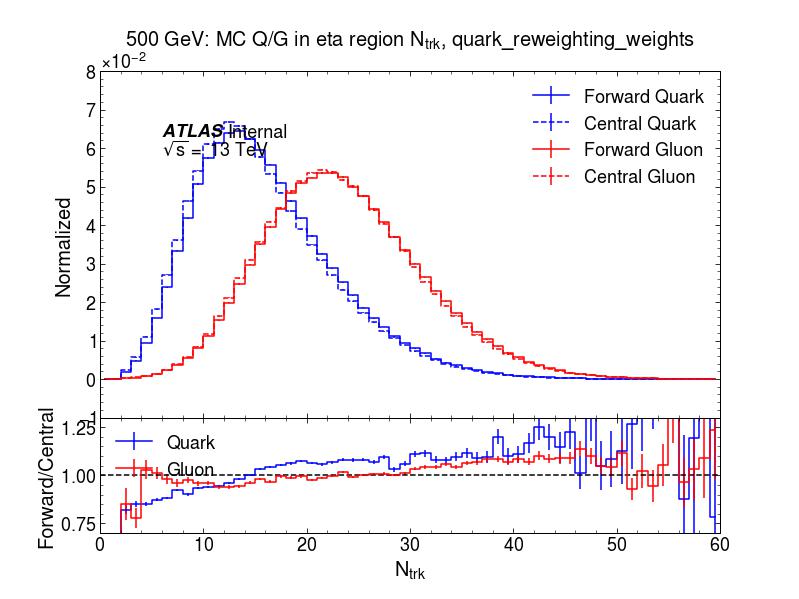 500 GeV: MC Q/G in eta region Ntrk, quark_reweighting_weights
×10−2
8
7
6
5
4
3
2
1
0
−1
Normalized
ATLAS Internal
√s = 13 TeV
Forward Quark
Central Quark
Forward Gluon
Central Gluon
1.25
1.00
0.75
Forward/Central
Quark
Gluon
0 10 20 30 40 50 60
Ntrk